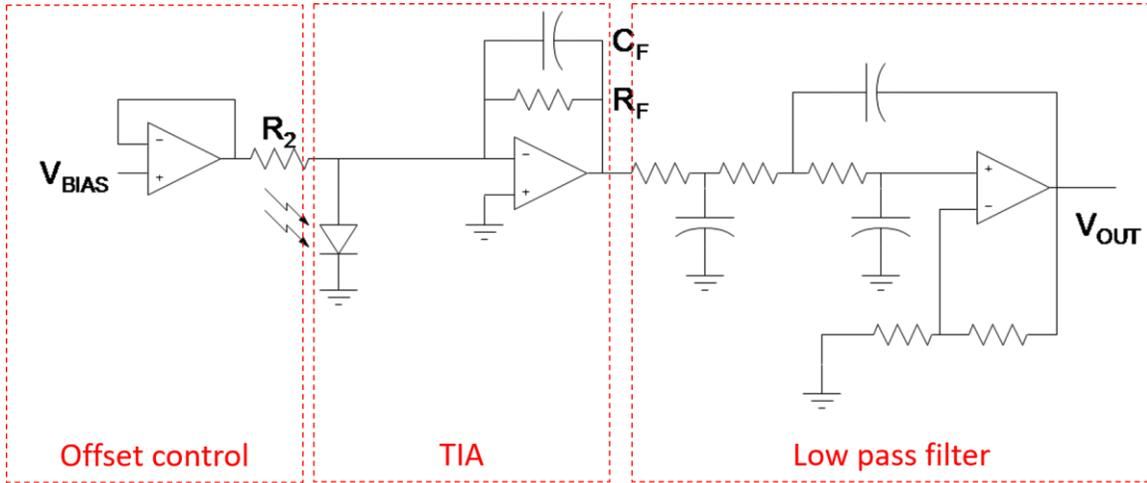 C_F
R_F
R_2
-
+
V_BIAS
-
+
+
-
V_OUT
Offset control
TIA
Low pass filter